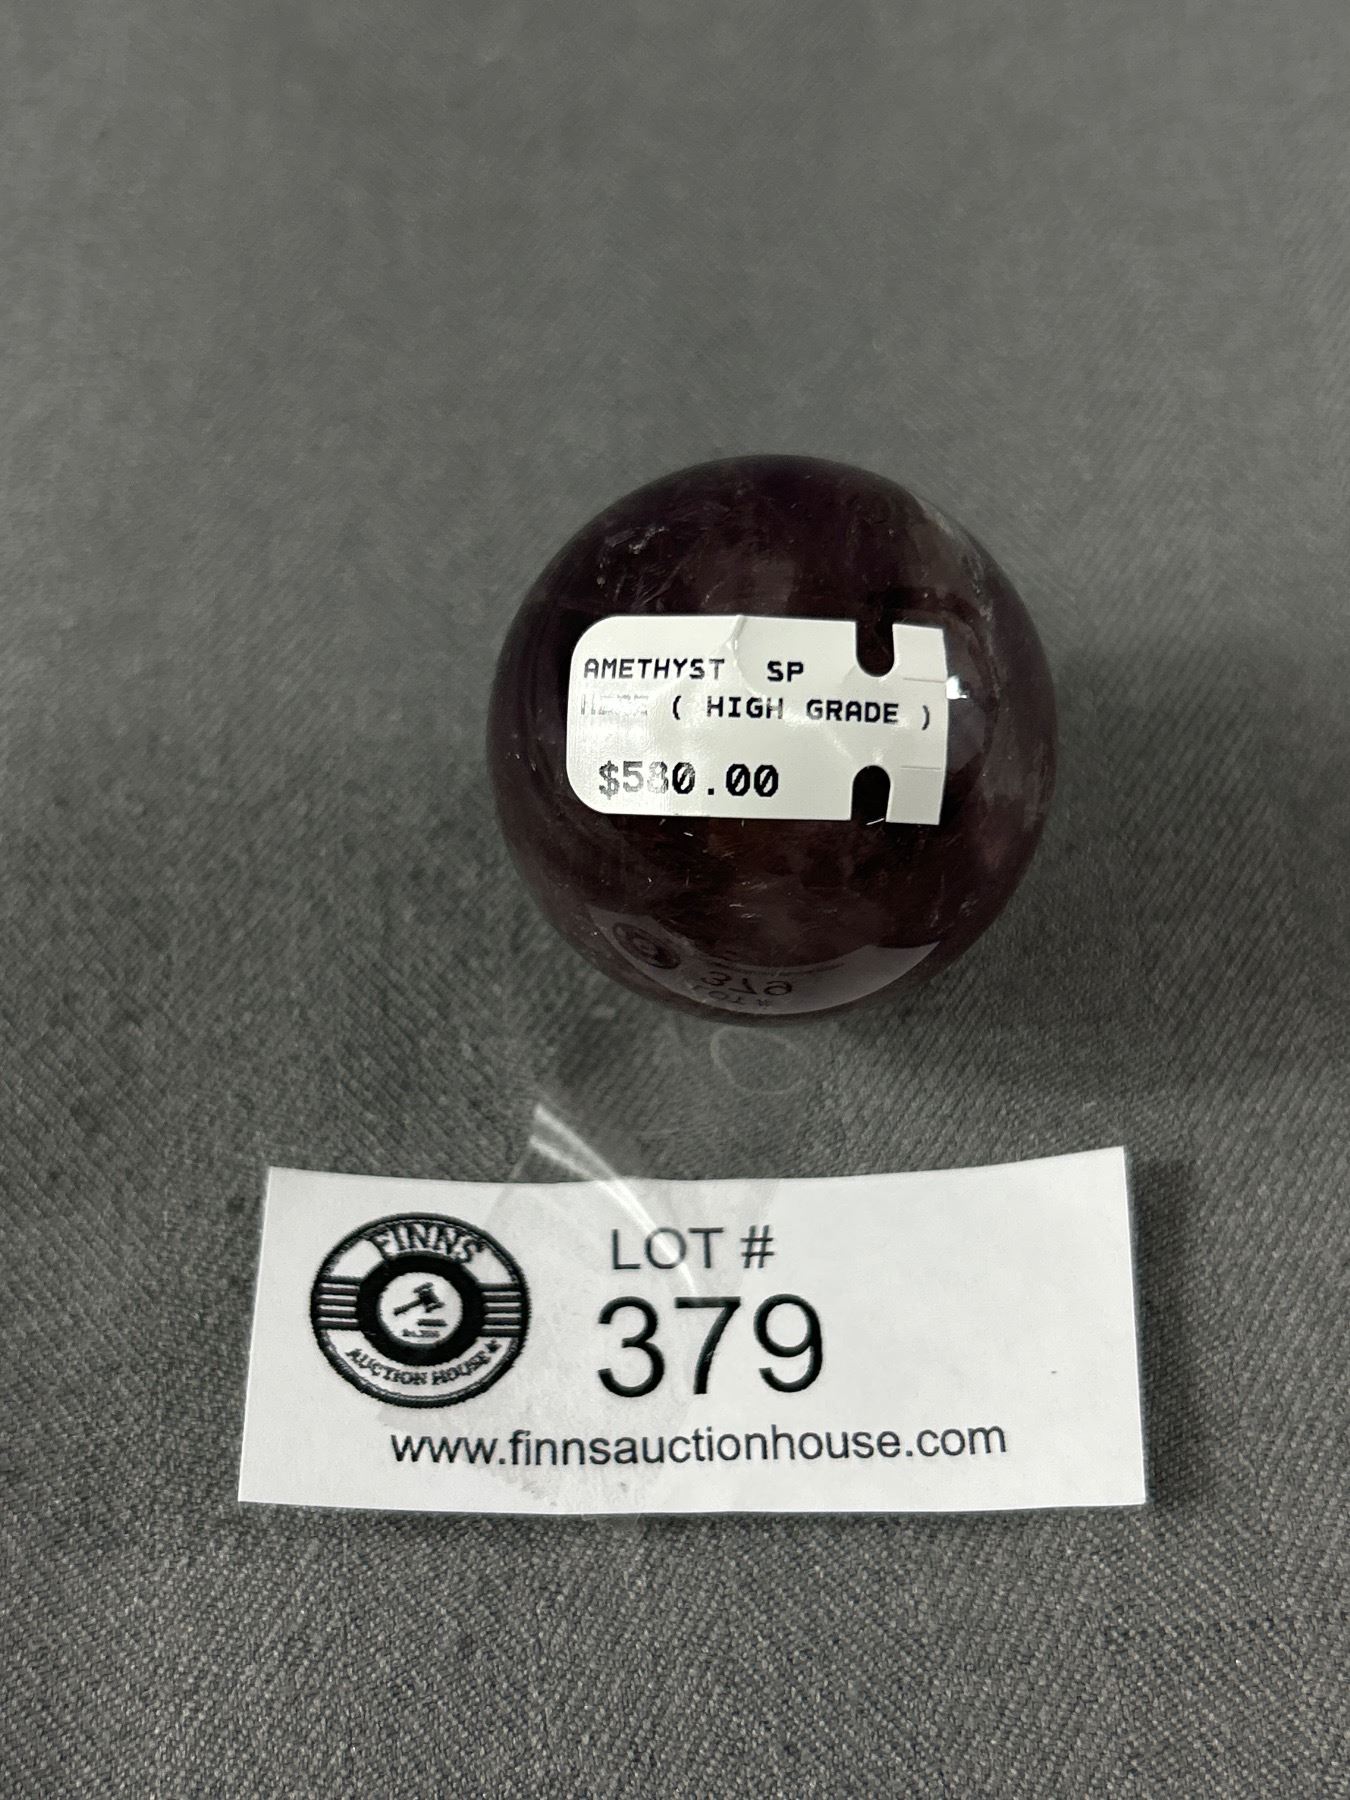 AMETHYST SP
( HIGH GRADE )
$580.00
FINNS
AUCTION HOUSE
LOT #
379
www.finnsauctionhouse.com